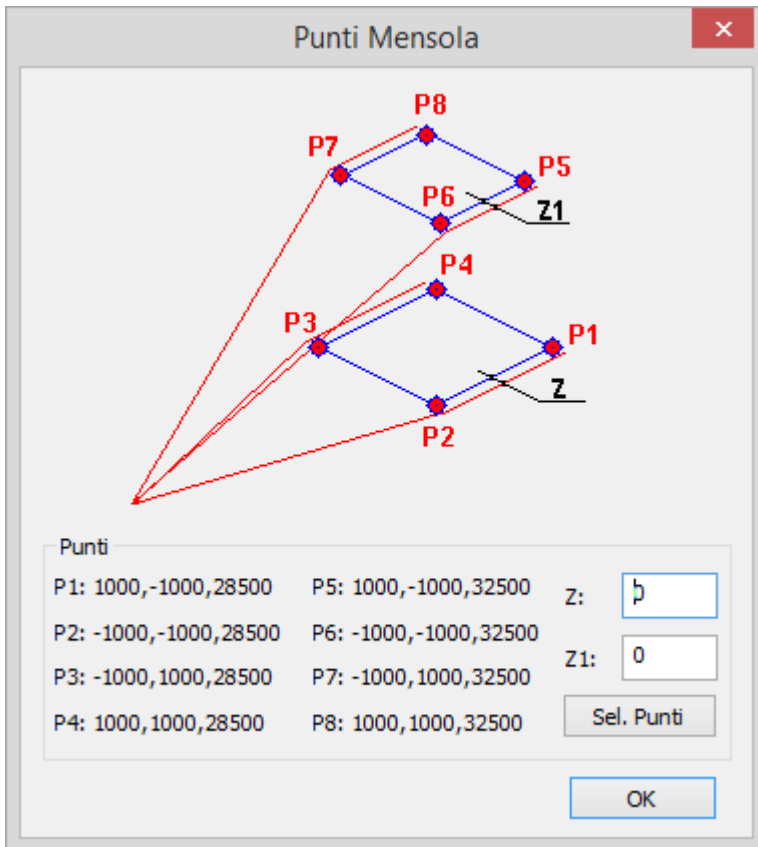 Punti Mensola
P8
P7
P5
P6
Z1
P4
P3
P1
Z
P2
Punti
P1: 1000,-1000,28500
P5: 1000,-1000,32500
Z: 0
P2: -1000,-1000,28500
P6: -1000,-1000,32500
Z1: 0
P3: -1000,1000,28500
P7: -1000,1000,32500
P4: 1000,1000,28500
P8: 1000,1000,32500
Sel. Punti
OK